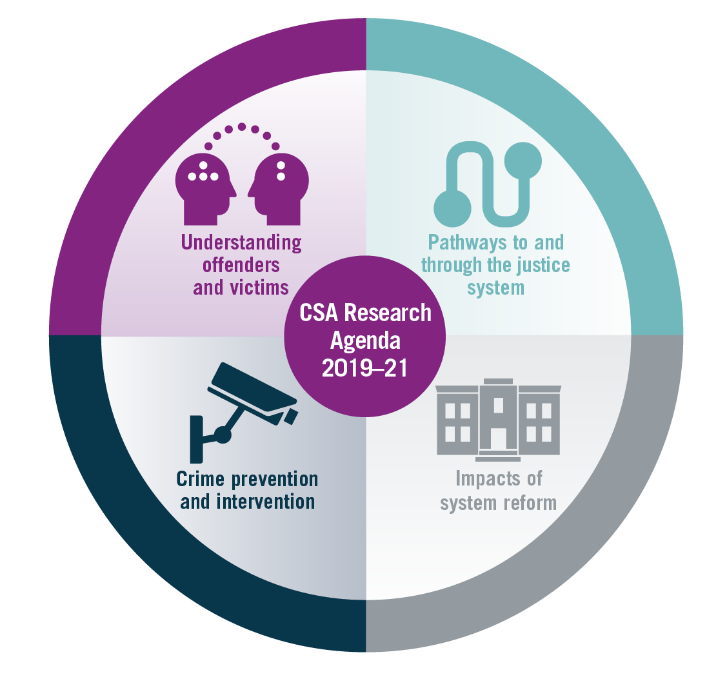 Understanding
offenders
and victims
Pathways to and
through the justice
system
CSA Research
Agenda
2019–21
Crime prevention
and intervention
Impacts of
system reform